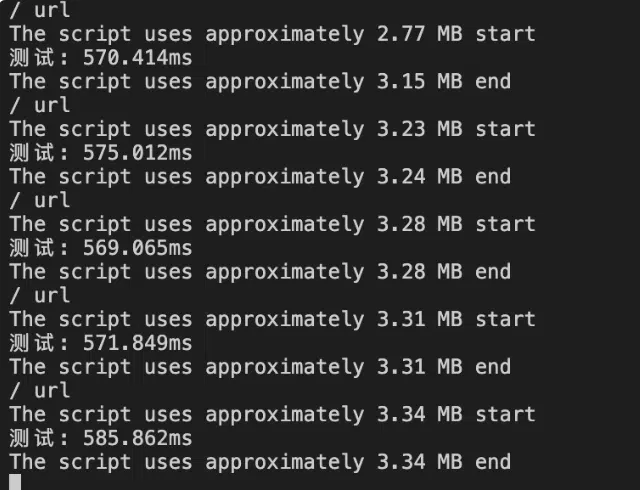 / url
The script uses approximately 2.77 MB start
测试: 570.414ms
The script uses approximately 3.15 MB end
/ url
The script uses approximately 3.23 MB start
测试: 575.012ms
The script uses approximately 3.24 MB end
/ url
The script uses approximately 3.28 MB start
测试: 569.065ms
The script uses approximately 3.28 MB end
/ url
The script uses approximately 3.31 MB start
测试: 571.849ms
The script uses approximately 3.31 MB end
/ url
The script uses approximately 3.34 MB start
测试: 585.862ms
The script uses approximately 3.34 MB end